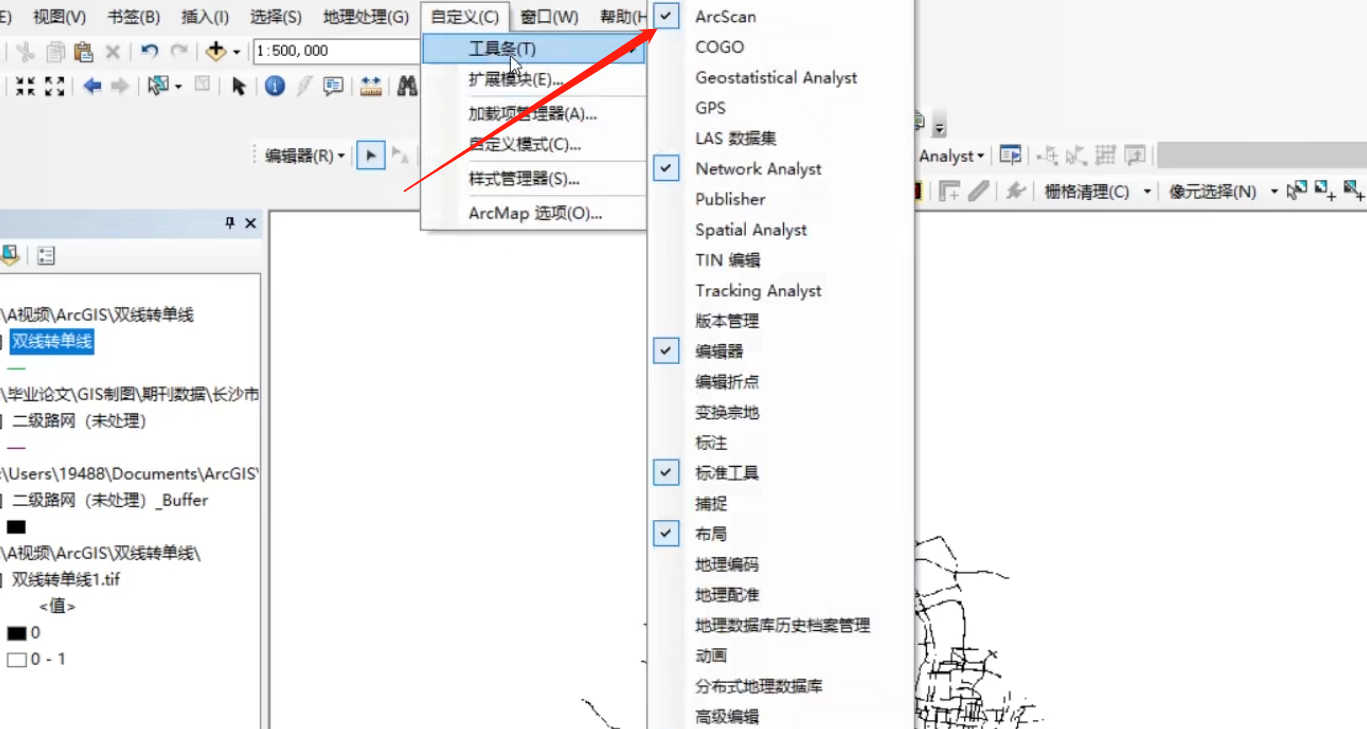 E) 视图(V) 书签(B) 插入(I) 选择(S) 地理处理(G) 自定义(C) 窗口(W) 帮助(H
1:500,000
工具条(T)
扩展模块(E)...
加载项管理器(A)...
自定义模式(C)...
样式管理器(S)...
ArcMap 选项(O)...
ArcScan
COGO
Geostatistical Analyst
GPS
LAS 数据集
Network Analyst
Publisher
Spatial Analyst
TIN 编辑
Tracking Analyst
版本管理
编辑器
编辑折点
变换宗地
标注
标准工具
捕捉
布局
地理编码
地理配准
地理数据库历史档案管理
动画
分布式地理数据库
高级编辑
编辑器(R)
Analyst
栅格清理(C) 像元选择(N)
\A视频\ArcGIS\双线转单线
双线转单线
\毕业论文\GIS制图\期刊数据\长沙市
二级路网（未处理）
:\Users\19488\Documents\ArcGIS\
二级路网（未处理）_Buffer
\A视频\ArcGIS\双线转单线\
双线转单线1.tif
<值>
0
0 - 1